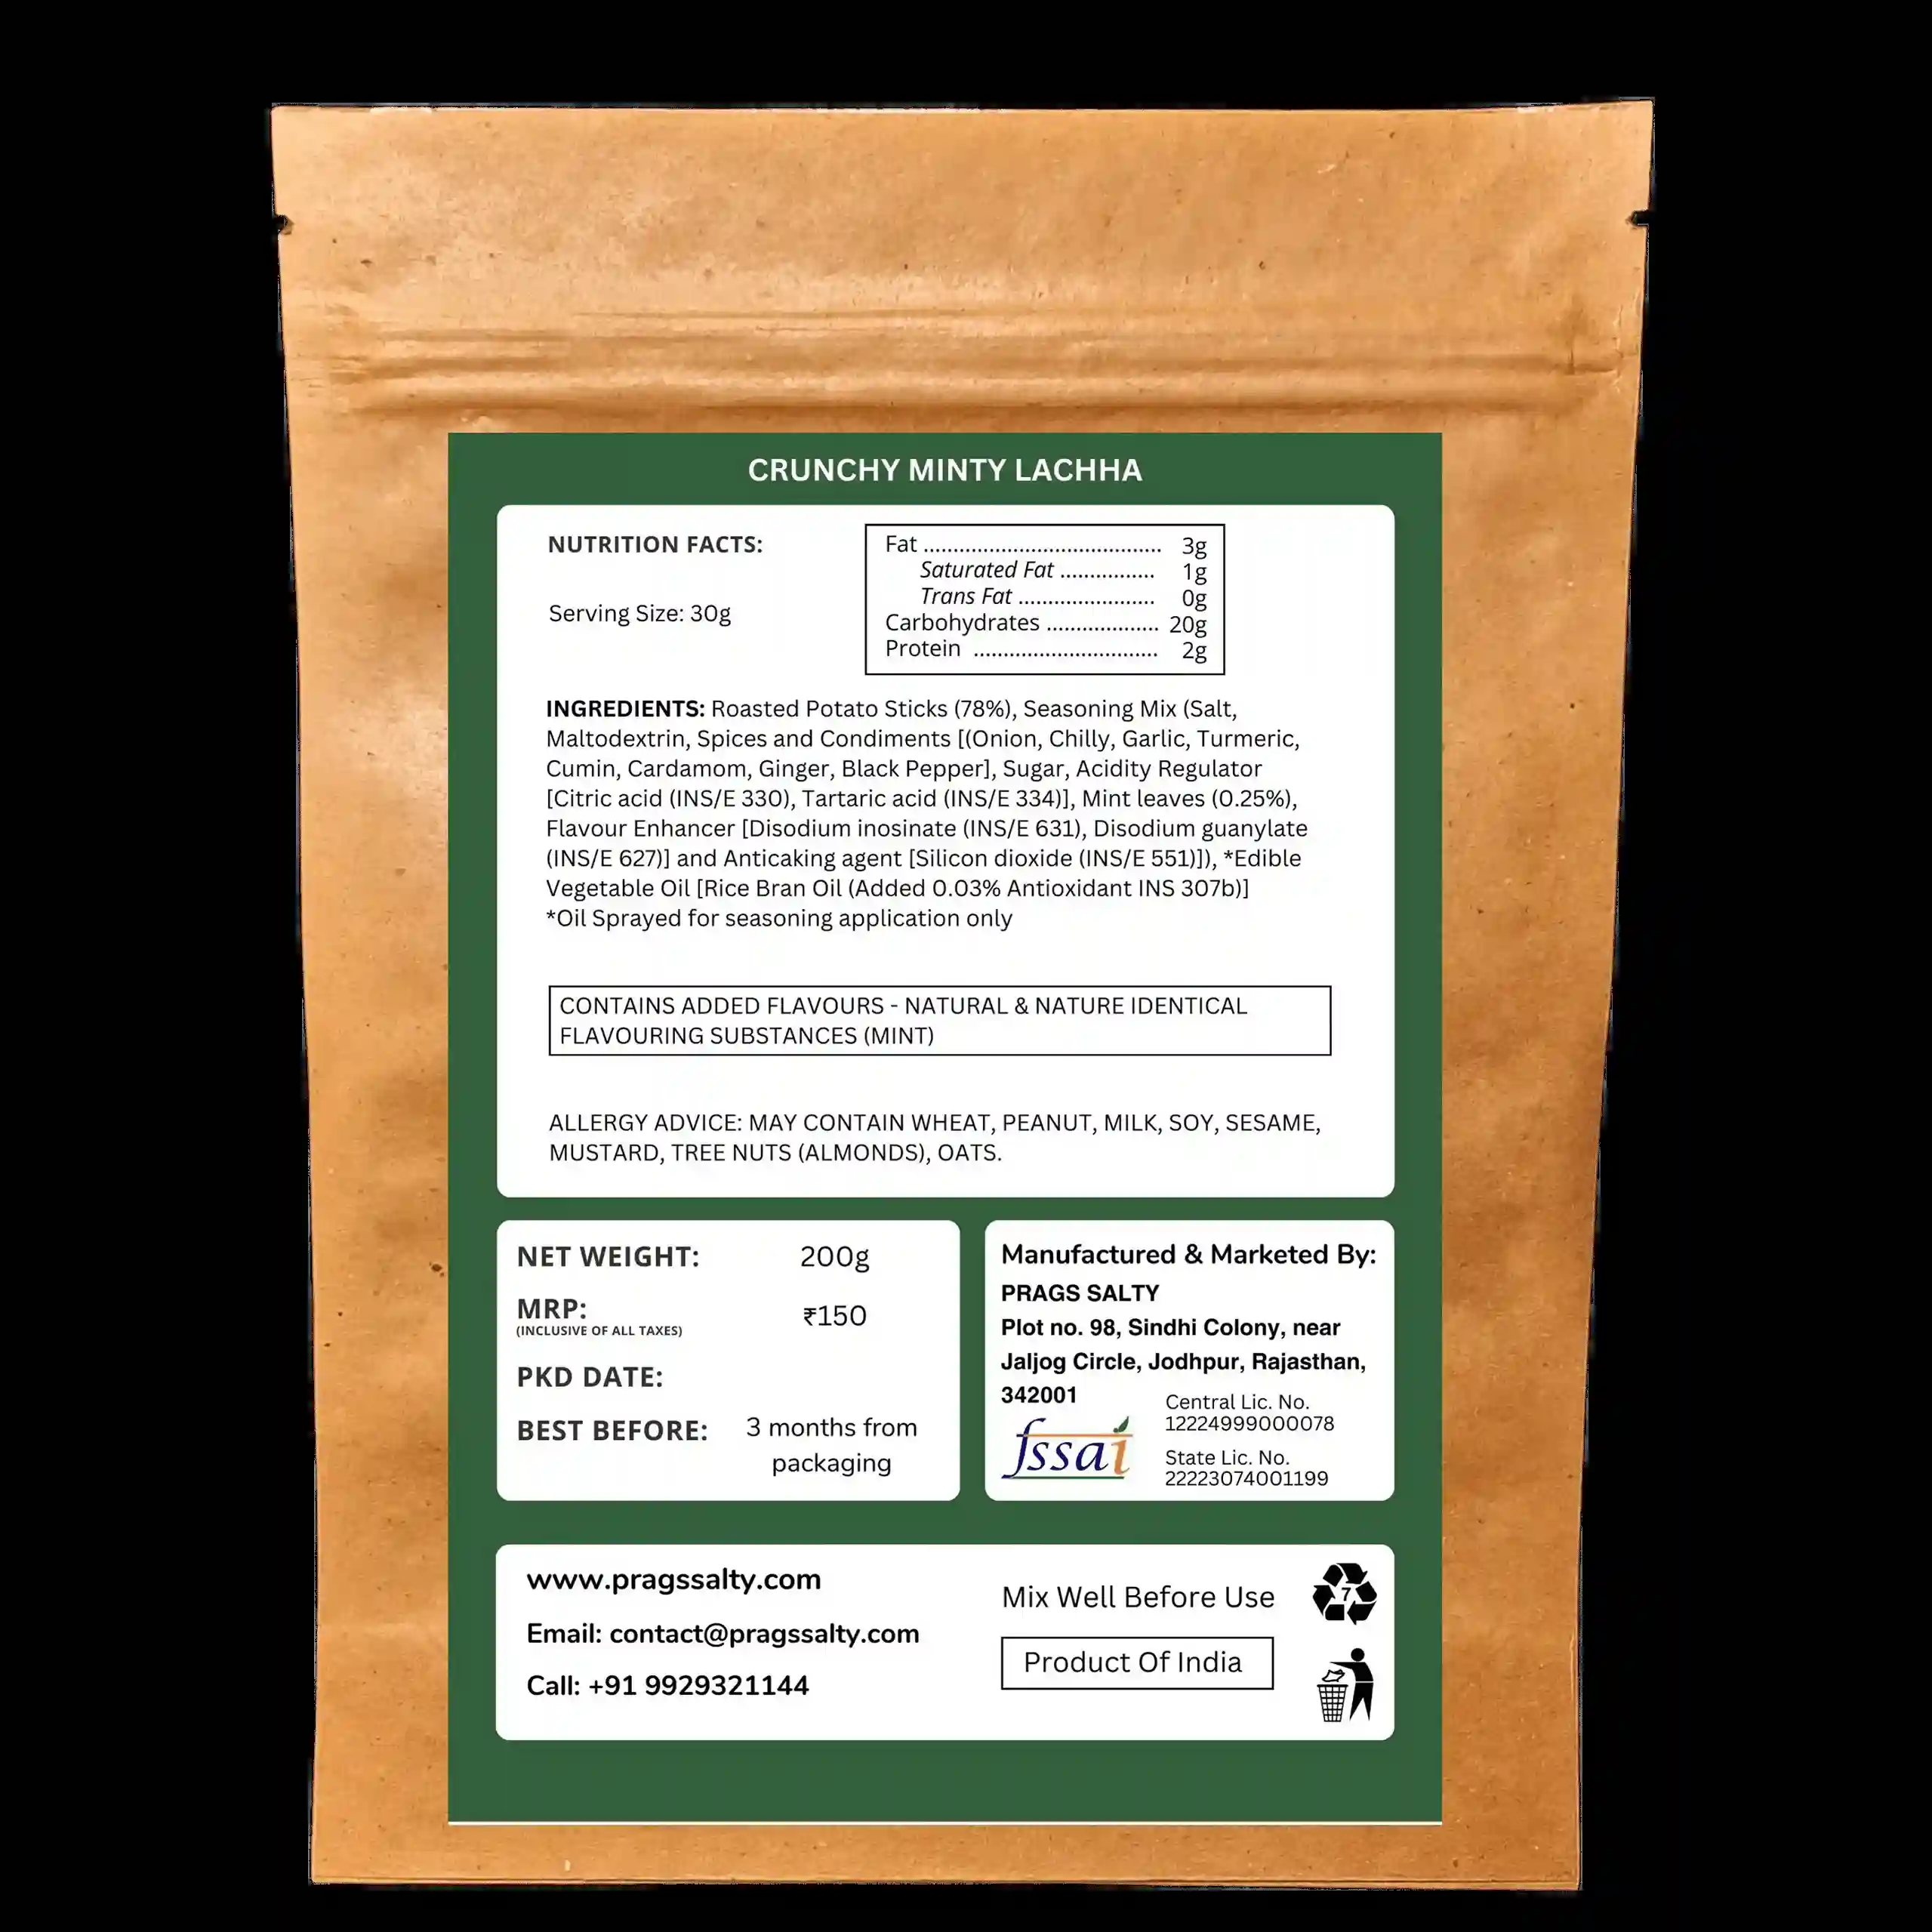 CRUNCHY MINTY LACHHA
NUTRITION FACTS:
Serving Size: 30g
Fat ........................................ 3g
Saturated Fat ................ 1g
Trans Fat ....................... 0g
Carbohydrates ................... 20g
Protein ............................... 2g
INGREDIENTS: Roasted Potato Sticks (78%), Seasoning Mix (Salt,
Maltodextrin, Spices and Condiments [(Onion, Chilly, Garlic, Turmeric,
Cumin, Cardamom, Ginger, Black Pepper], Sugar, Acidity Regulator
[Citric acid (INS/E 330), Tartaric acid (INS/E 334)], Mint leaves (0.25%),
Flavour Enhancer [Disodium inosinate (INS/E 631), Disodium guanylate
(INS/E 627)] and Anticaking agent [Silicon dioxide (INS/E 551)]), *Edible
Vegetable Oil [Rice Bran Oil (Added 0.03% Antioxidant INS 307b)]
*Oil Sprayed for seasoning application only
CONTAINS ADDED FLAVOURS - NATURAL & NATURE IDENTICAL
FLAVOURING SUBSTANCES (MINT)
ALLERGY ADVICE: MAY CONTAIN WHEAT, PEANUT, MILK, SOY, SESAME,
MUSTARD, TREE NUTS (ALMONDS), OATS.
NET WEIGHT: 200g
MRP: ₹150
(INCLUSIVE OF ALL TAXES)
PKD DATE:
BEST BEFORE: 3 months from
packaging
Manufactured & Marketed By:
PRAGS SALTY
Plot no. 98, Sindhi Colony, near
Jaljog Circle, Jodhpur, Rajasthan,
342001
fssai
Central Lic. No.
12224999000078
State Lic. No.
22223074001199
www.pragssalty.com
Email: contact@pragssalty.com
Call: +91 9929321144
Mix Well Before Use
Product Of India
7